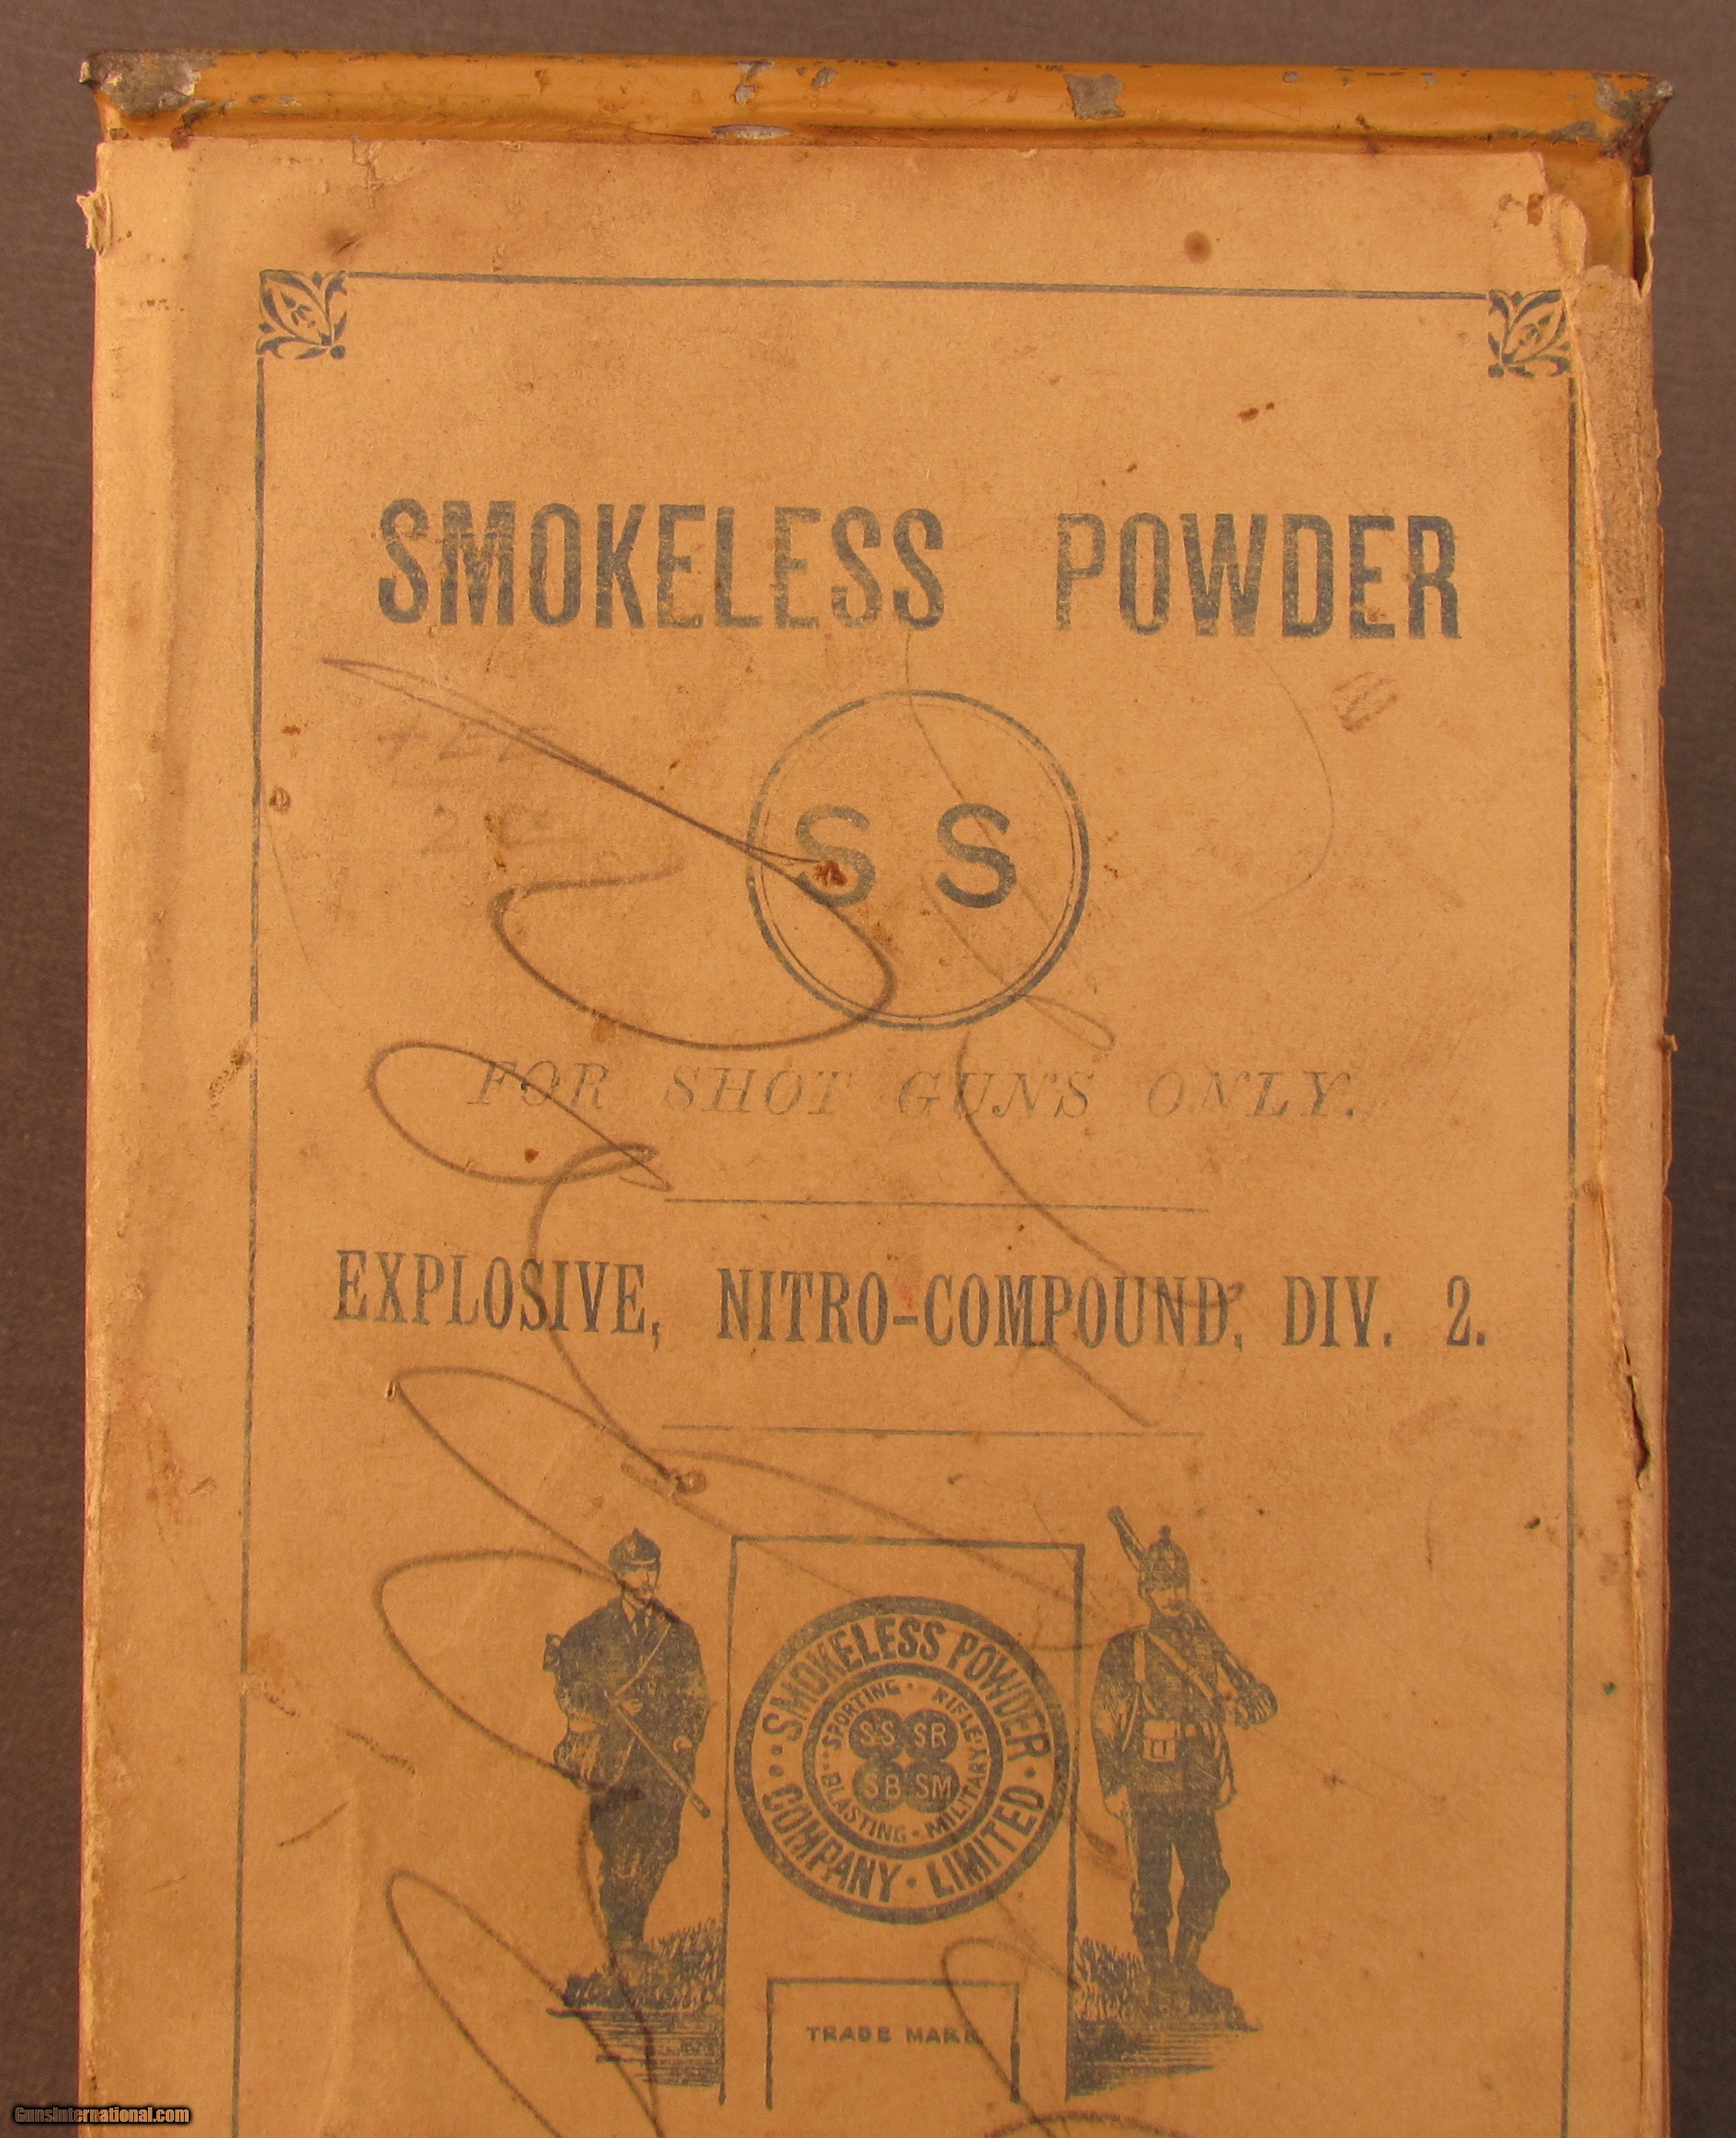 SMOKELESS POWDER
S S
FOR SHOT GUNS ONLY.
EXPLOSIVE, NITRO-COMPOUND, DIV. 2.
SMOKELESS POWDER
COMPANY · LIMITED
SPORTING · RIFLE
BLASTING · MILITARY
SS SR
SB SM
TRADE MARK
GunsInternational.com